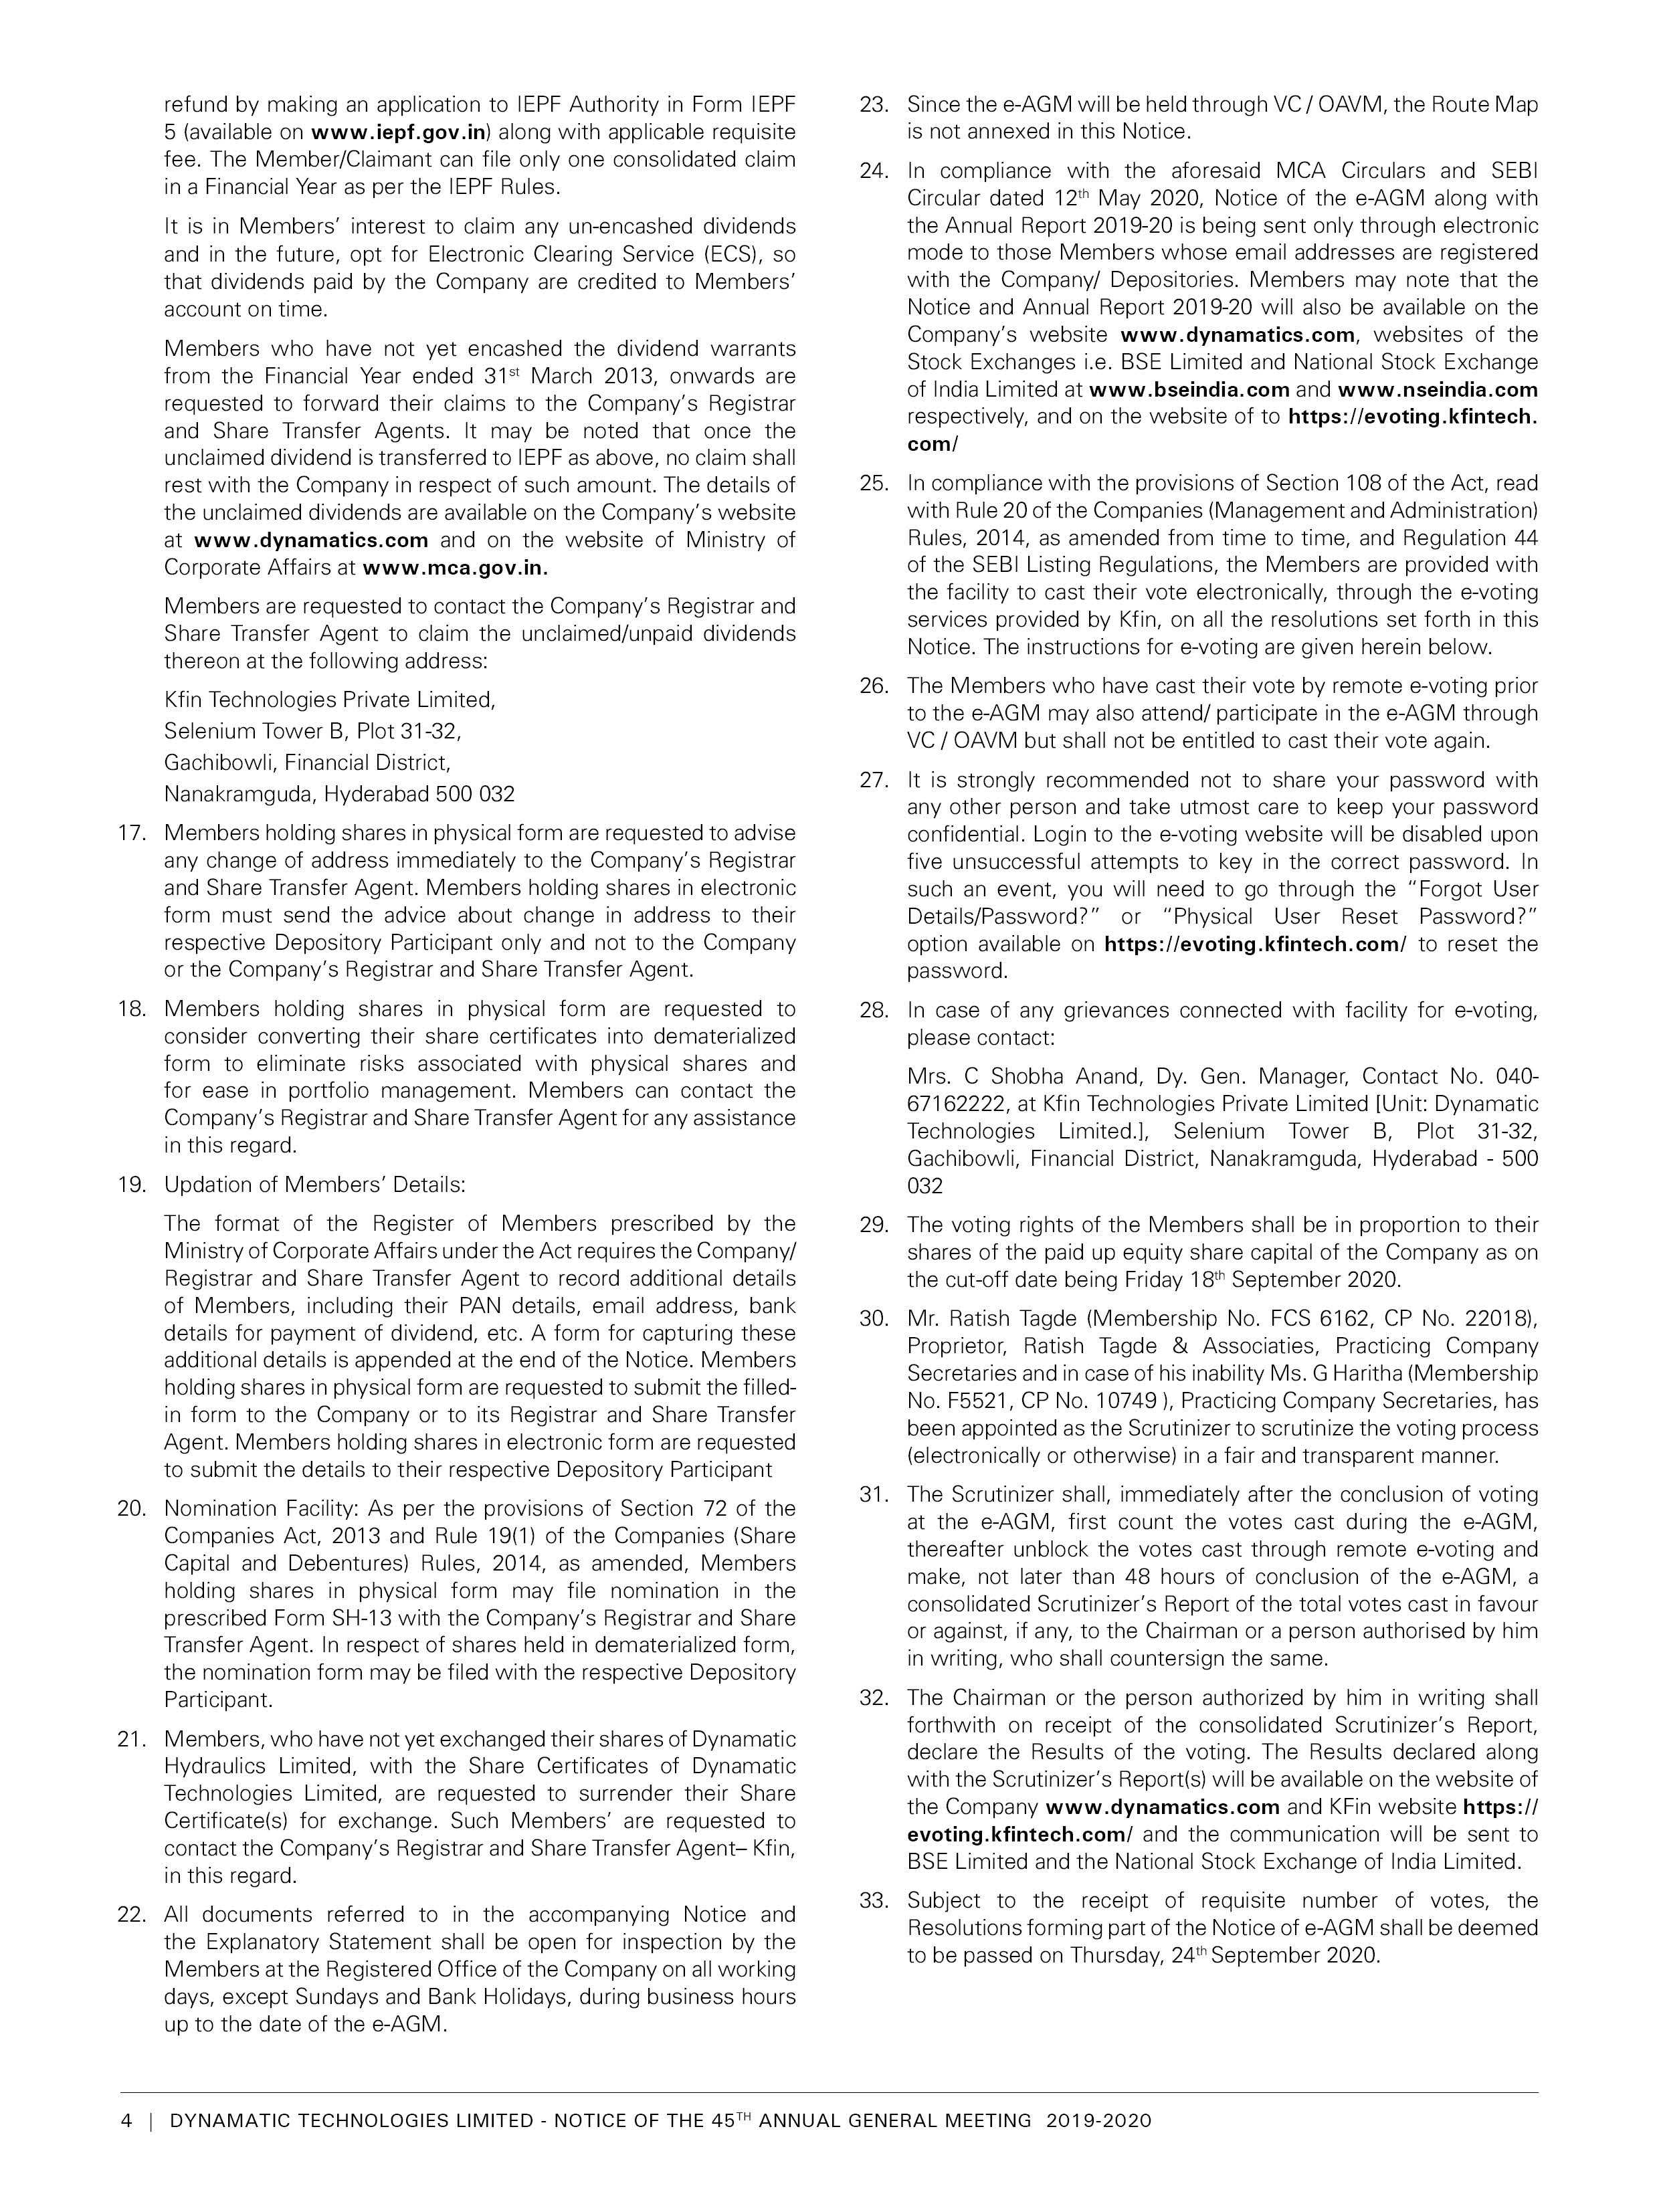 refund by making an application to IEPF Authority in Form IEPF
5 (available on www.iepf.gov.in) along with applicable requisite
fee. The Member/Claimant can file only one consolidated claim
in a Financial Year as per the IEPF Rules.
It is in Members’ interest to claim any un-encashed dividends
and in the future, opt for Electronic Clearing Service (ECS), so
that dividends paid by the Company are credited to Members’
account on time.
Members who have not yet encashed the dividend warrants
from the Financial Year ended 31st March 2013, onwards are
requested to forward their claims to the Company’s Registrar
and Share Transfer Agents. It may be noted that once the
unclaimed dividend is transferred to IEPF as above, no claim shall
rest with the Company in respect of such amount. The details of
the unclaimed dividends are available on the Company’s website
at www.dynamatics.com and on the website of Ministry of
Corporate Affairs at www.mca.gov.in.
Members are requested to contact the Company’s Registrar and
Share Transfer Agent to claim the unclaimed/unpaid dividends
thereon at the following address:
Kfin Technologies Private Limited,
Selenium Tower B, Plot 31-32,
Gachibowli, Financial District,
Nanakramguda, Hyderabad 500 032
17. Members holding shares in physical form are requested to advise
any change of address immediately to the Company’s Registrar
and Share Transfer Agent. Members holding shares in electronic
form must send the advice about change in address to their
respective Depository Participant only and not to the Company
or the Company’s Registrar and Share Transfer Agent.
18. Members holding shares in physical form are requested to
consider converting their share certificates into dematerialized
form to eliminate risks associated with physical shares and
for ease in portfolio management. Members can contact the
Company’s Registrar and Share Transfer Agent for any assistance
in this regard.
19. Updation of Members’ Details:
The format of the Register of Members prescribed by the
Ministry of Corporate Affairs under the Act requires the Company/
Registrar and Share Transfer Agent to record additional details
of Members, including their PAN details, email address, bank
details for payment of dividend, etc. A form for capturing these
additional details is appended at the end of the Notice. Members
holding shares in physical form are requested to submit the filled-
in form to the Company or to its Registrar and Share Transfer
Agent. Members holding shares in electronic form are requested
to submit the details to their respective Depository Participant
20. Nomination Facility: As per the provisions of Section 72 of the
Companies Act, 2013 and Rule 19(1) of the Companies (Share
Capital and Debentures) Rules, 2014, as amended, Members
holding shares in physical form may file nomination in the
prescribed Form SH-13 with the Company’s Registrar and Share
Transfer Agent. In respect of shares held in dematerialized form,
the nomination form may be filed with the respective Depository
Participant.
21. Members, who have not yet exchanged their shares of Dynamatic
Hydraulics Limited, with the Share Certificates of Dynamatic
Technologies Limited, are requested to surrender their Share
Certificate(s) for exchange. Such Members’ are requested to
contact the Company’s Registrar and Share Transfer Agent– Kfin,
in this regard.
22. All documents referred to in the accompanying Notice and
the Explanatory Statement shall be open for inspection by the
Members at the Registered Office of the Company on all working
days, except Sundays and Bank Holidays, during business hours
up to the date of the e-AGM.
23. Since the e-AGM will be held through VC / OAVM, the Route Map
is not annexed in this Notice.
24. In compliance with the aforesaid MCA Circulars and SEBI
Circular dated 12th May 2020, Notice of the e-AGM along with
the Annual Report 2019-20 is being sent only through electronic
mode to those Members whose email addresses are registered
with the Company/ Depositories. Members may note that the
Notice and Annual Report 2019-20 will also be available on the
Company’s website www.dynamatics.com, websites of the
Stock Exchanges i.e. BSE Limited and National Stock Exchange
of India Limited at www.bseindia.com and www.nseindia.com
respectively, and on the website of to https://evoting.kfintech.
com/
25. In compliance with the provisions of Section 108 of the Act, read
with Rule 20 of the Companies (Management and Administration)
Rules, 2014, as amended from time to time, and Regulation 44
of the SEBI Listing Regulations, the Members are provided with
the facility to cast their vote electronically, through the e-voting
services provided by Kfin, on all the resolutions set forth in this
Notice. The instructions for e-voting are given herein below.
26. The Members who have cast their vote by remote e-voting prior
to the e-AGM may also attend/ participate in the e-AGM through
VC / OAVM but shall not be entitled to cast their vote again.
27. It is strongly recommended not to share your password with
any other person and take utmost care to keep your password
confidential. Login to the e-voting website will be disabled upon
five unsuccessful attempts to key in the correct password. In
such an event, you will need to go through the “Forgot User
Details/Password?” or “Physical User Reset Password?”
option available on https://evoting.kfintech.com/ to reset the
password.
28. In case of any grievances connected with facility for e-voting,
please contact:
Mrs. C Shobha Anand, Dy. Gen. Manager, Contact No. 040-
67162222, at Kfin Technologies Private Limited [Unit: Dynamatic
Technologies Limited.], Selenium Tower B, Plot 31-32,
Gachibowli, Financial District, Nanakramguda, Hyderabad - 500
032
29. The voting rights of the Members shall be in proportion to their
shares of the paid up equity share capital of the Company as on
the cut-off date being Friday 18th September 2020.
30. Mr. Ratish Tagde (Membership No. FCS 6162, CP No. 22018),
Proprietor, Ratish Tagde & Associaties, Practicing Company
Secretaries and in case of his inability Ms. G Haritha (Membership
No. F5521, CP No. 10749 ), Practicing Company Secretaries, has
been appointed as the Scrutinizer to scrutinize the voting process
(electronically or otherwise) in a fair and transparent manner.
31. The Scrutinizer shall, immediately after the conclusion of voting
at the e-AGM, first count the votes cast during the e-AGM,
thereafter unblock the votes cast through remote e-voting and
make, not later than 48 hours of conclusion of the e-AGM, a
consolidated Scrutinizer’s Report of the total votes cast in favour
or against, if any, to the Chairman or a person authorised by him
in writing, who shall countersign the same.
32. The Chairman or the person authorized by him in writing shall
forthwith on receipt of the consolidated Scrutinizer’s Report,
declare the Results of the voting. The Results declared along
with the Scrutinizer’s Report(s) will be available on the website of
the Company www.dynamatics.com and KFin website https://
evoting.kfintech.com/ and the communication will be sent to
BSE Limited and the National Stock Exchange of India Limited.
33. Subject to the receipt of requisite number of votes, the
Resolutions forming part of the Notice of e-AGM shall be deemed
to be passed on Thursday, 24th September 2020.
4 | DYNAMATIC TECHNOLOGIES LIMITED - NOTICE OF THE 45TH ANNUAL GENERAL MEETING 2019-2020